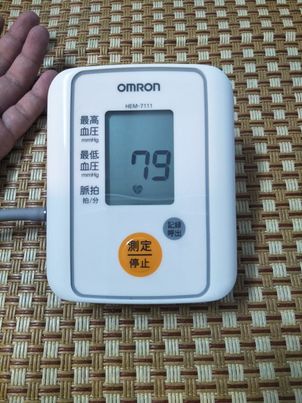 OMRON
HEM-7111
最高
血圧
mmHg
最低
血圧
mmHg
79
脈拍
拍/分
記録
呼出
測定
停止